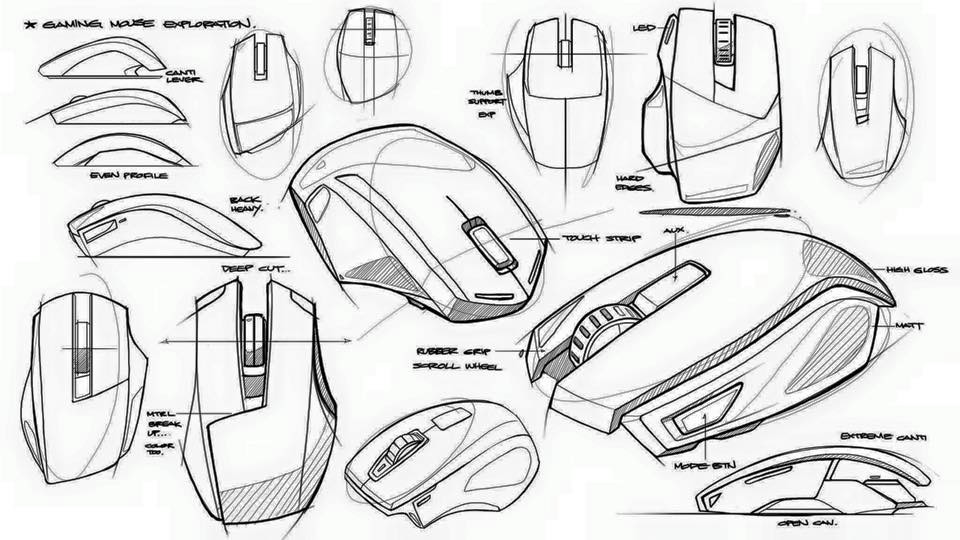 ★ GAMING MOUSE EXPLORATION.
CANTI
LEVER
EVEN PROFILE
BACK
HEAVY.
THUMB
SUPPORT
EXP
LED
HARD
EDGES.
DEEP CUT...
TOUCH STRIP
AUX.
HIGH GLOSS
MATT
RUBBER GRIP
SCROLL WHEEL
MTRL
BREAK
UP...
COLOR
TOO.
MODE BTN
EXTREME CANTI
OPEN CAN.